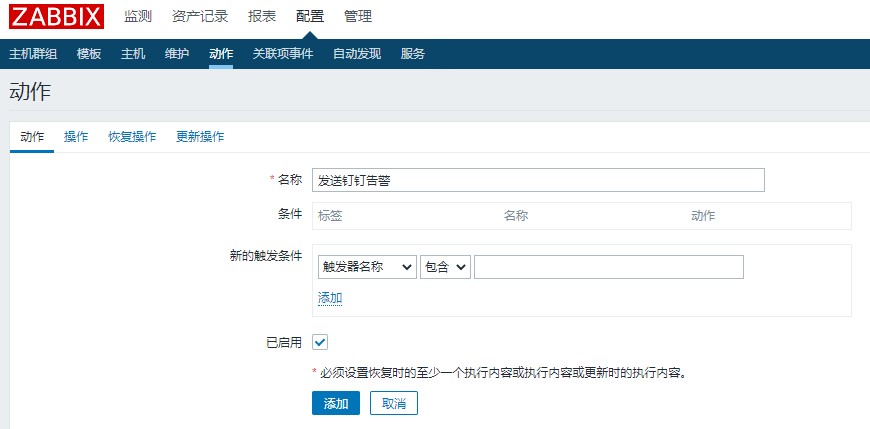 ZABBIX 监测 资产记录 报表 配置 管理
主机群组 模板 主机 维护 动作 关联项事件 自动发现 服务
动作
动作 操作 恢复操作 更新操作
* 名称 发送钉钉告警
条件 标签 名称 动作
新的触发条件 触发器名称 包含
添加
已启用
* 必须设置恢复时的至少一个执行内容或执行内容或更新时的执行内容。
添加 取消